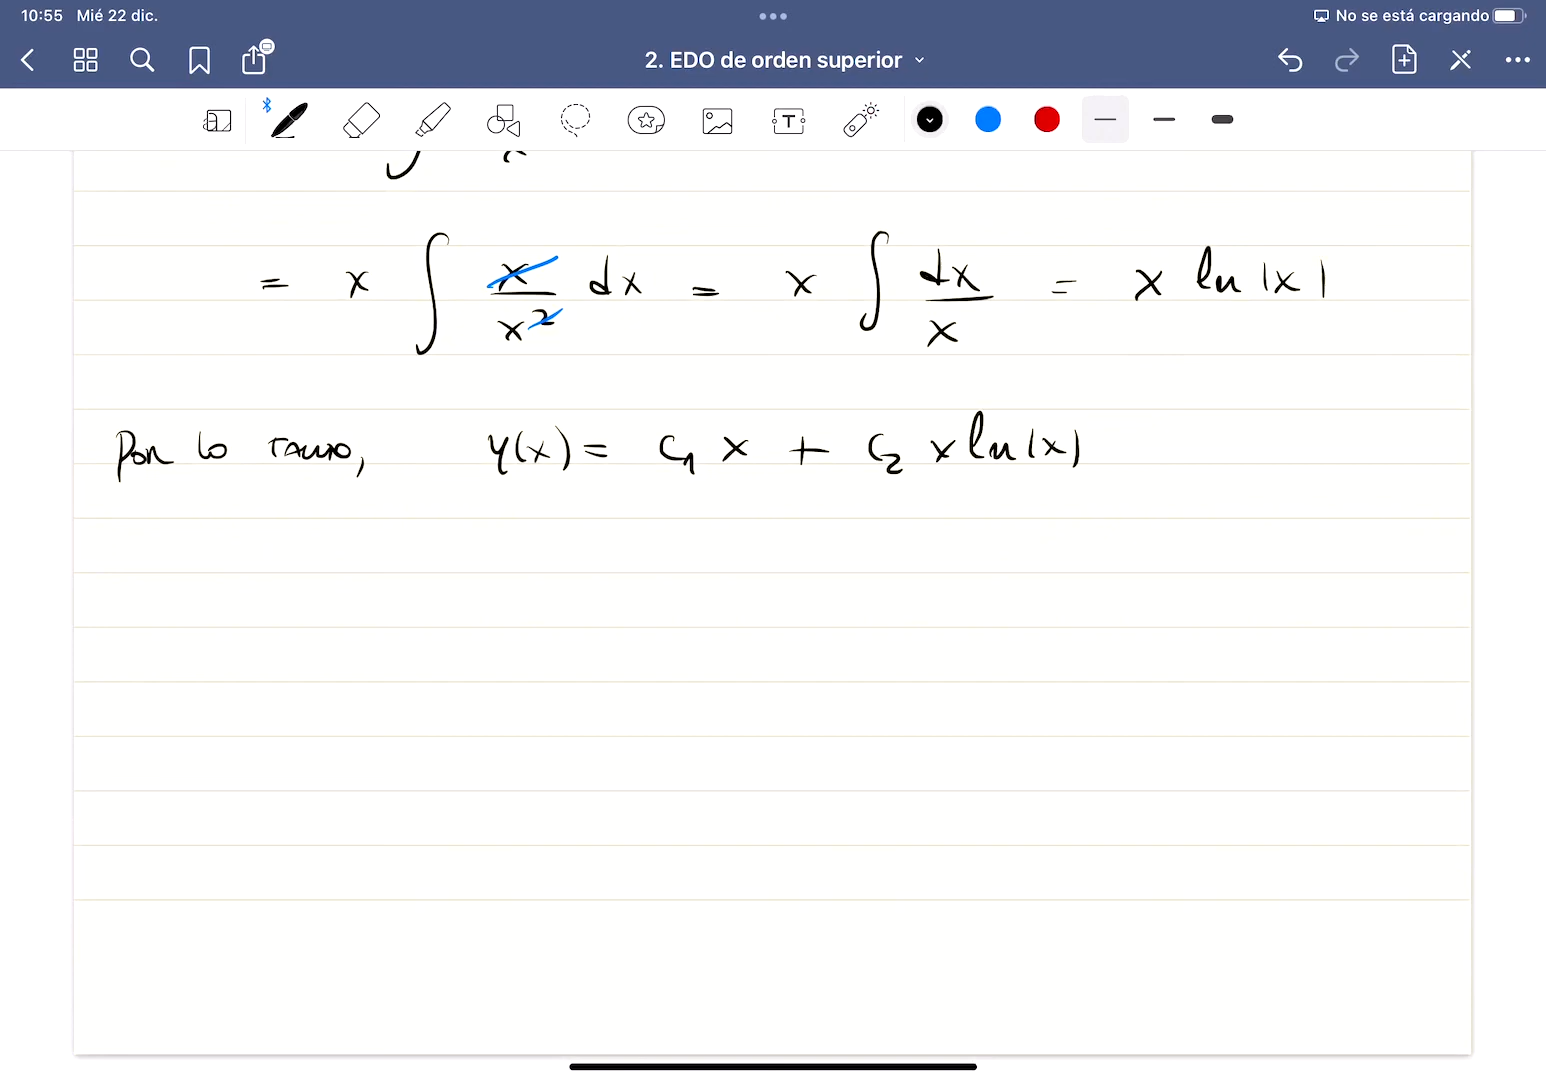 10:55 Mié 22 dic.
No se está cargando
2. EDO de orden superior
T
x
= x ∫ x/x² dx = x ∫ dx/x = x ln |x|
Por lo tanto, y(x) = C₁ x + C₂ x ln|x|